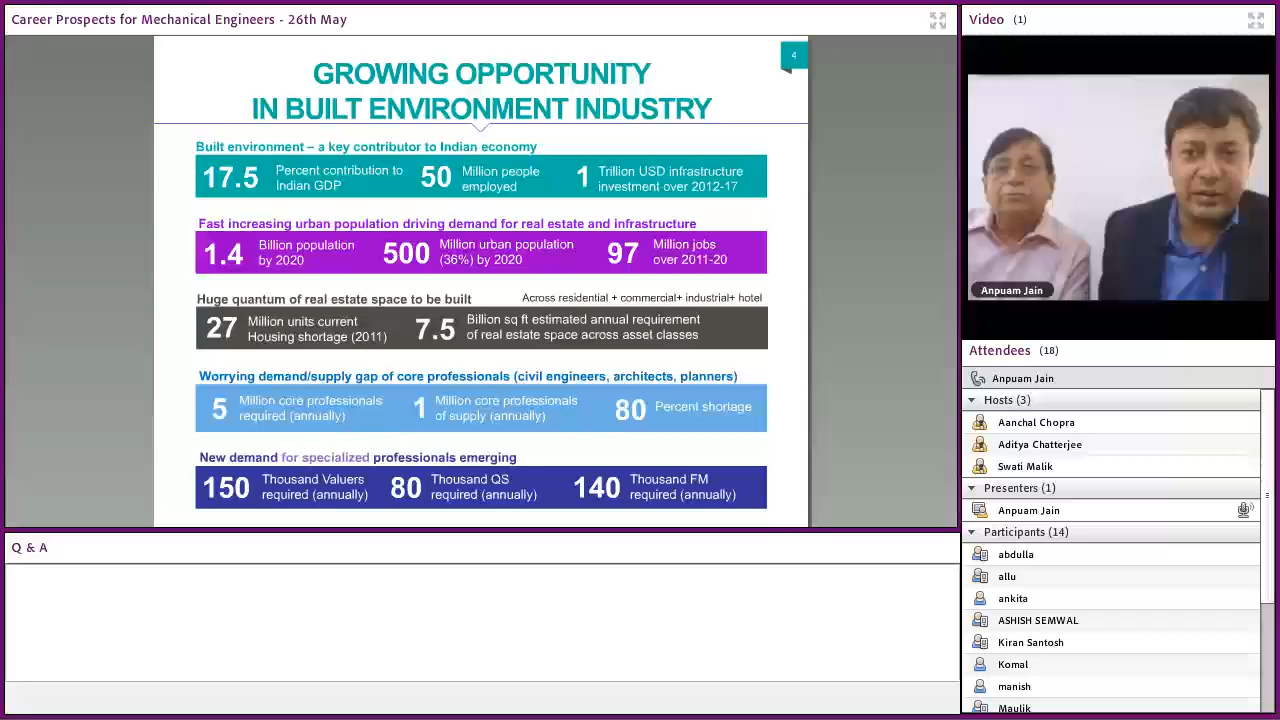 Career Prospects for Mechanical Engineers - 26th May
4
GROWING OPPORTUNITY
IN BUILT ENVIRONMENT INDUSTRY
Built environment – a key contributor to Indian economy
17.5 Percent contribution to Indian GDP
50 Million people employed
1 Trillion USD infrastructure investment over 2012-17
Fast increasing urban population driving demand for real estate and infrastructure
1.4 Billion population by 2020
500 Million urban population (36%) by 2020
97 Million jobs over 2011-20
Huge quantum of real estate space to be built
Across residential + commercial+ industrial+ hotel
27 Million units current Housing shortage (2011)
7.5 Billion sq ft estimated annual requirement of real estate space across asset classes
Worrying demand/supply gap of core professionals (civil engineers, architects, planners)
5 Million core professionals required (annually)
1 Million core professionals of supply (annually)
80 Percent shortage
New demand for specialized professionals emerging
150 Thousand Valuers required (annually)
80 Thousand QS required (annually)
140 Thousand FM required (annually)
Q & A
Video (1)
Anpuam Jain
Attendees (18)
Anpuam Jain
Hosts (3)
Aanchal Chopra
Aditya Chatterjee
Swati Malik
Presenters (1)
Anpuam Jain
Participants (14)
abdulla
allu
ankita
ASHISH SEMWAL
Kiran Santosh
Komal
manish
Maulik